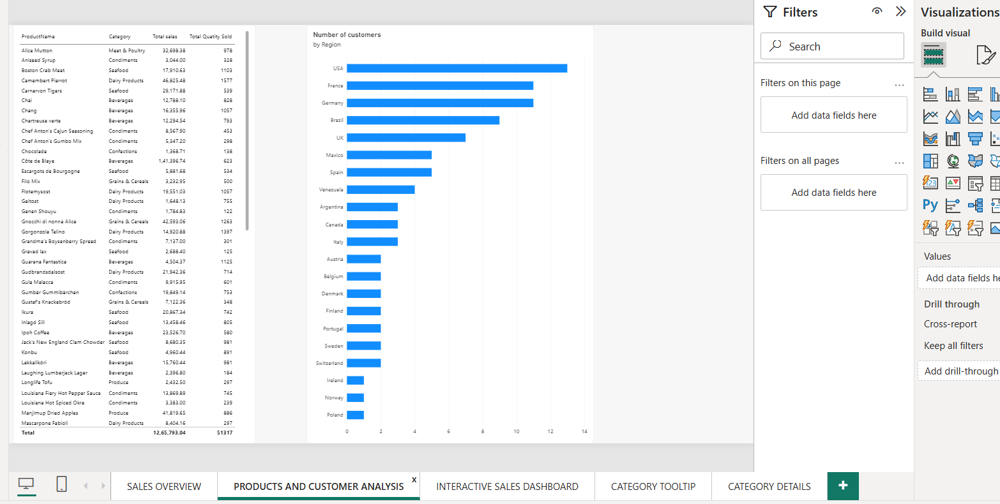 ProductName Category Total sales Total Quatity Sold
Alice Mutton Meat & Poultry 32,698.38 978
Aniseed Syrup Condiments 3,044.00 328
Boston Crab Meat Seafood 17,910.63 1103
Camembert Pierrot Dairy Products 46,825.48 1577
Carnarvon Tigers Seafood 29,171.88 539
Chai Beverages 12,788.10 828
Chang Beverages 16,355.96 1057
Chartreuse verte Beverages 12,294.54 793
Chef Anton's Cajun Seasoning Condiments 8,567.90 453
Chef Anton's Gumbo Mix Condiments 5,347.20 298
Chocolade Confections 1,368.71 138
Côte de Blaye Beverages 1,41,396.74 623
Escargots de Bourgogne Seafood 5,881.68 534
Filo Mix Grains & Cereals 3,232.95 500
Flotemysost Dairy Products 19,551.03 1057
Geitost Dairy Products 1,648.13 755
Genen Shouyu Condiments 1,784.83 122
Gnocchi di nonna Alice Grains & Cereals 42,593.06 1263
Gorgonzola Telino Dairy Products 14,920.88 1397
Grandma's Boysenberry Spread Condiments 7,137.00 301
Gravad lax Seafood 2,688.40 125
Guarana Fantastica Beverages 4,504.37 1125
Gudbrandsdalsost Dairy Products 21,942.36 714
Gula Malacca Condiments 9,915.95 601
Gumbär Gummibärchen Confections 19,849.14 753
Gustaf's Knackebröd Grains & Cereals 7,122.36 348
Ikura Seafood 20,867.34 742
Inlagd Sill Seafood 13,458.46 805
Ipoh Coffee Beverages 23,526.70 580
Jack's New England Clam Chowder Seafood 8,680.35 981
Konbu Seafood 4,960.44 891
Lakkaliköri Beverages 15,760.44 981
Laughing Lumberjack Lager Beverages 2,396.80 184
Longlife Tofu Produce 2,432.50 297
Louisiana Fiery Hot Pepper Sauce Condiments 13,869.89 745
Louisiana Hot Spiced Okra Condiments 3,383.00 239
Manjimup Dried Apples Produce 41,819.65 886
Mascarpone Fabioli Dairy Products 8,404.16 297
Total 12,65,793.04 51317
Number of customers
by Region
USA
France
Germany
Brazil
UK
Mexico
Spain
Venezuela
Argentina
Canada
Italy
Austria
Belgium
Denmark
Finland
Portugal
Sweden
Switzerland
Ireland
Norway
Poland
0 2 4 6 8 10 12 14
Filters
Search
Filters on this page ...
Add data fields here
Filters on all pages ...
Add data fields here
Visualizations
Build visual
123
Py
A
Values
Add data fields he
Drill through
Cross-report
Keep all filters
Add drill-through
SALES OVERVIEW
PRODUCTS AND CUSTOMER ANALYSIS x
INTERACTIVE SALES DASHBOARD
CATEGORY TOOLTIP
CATEGORY DETAILS
+